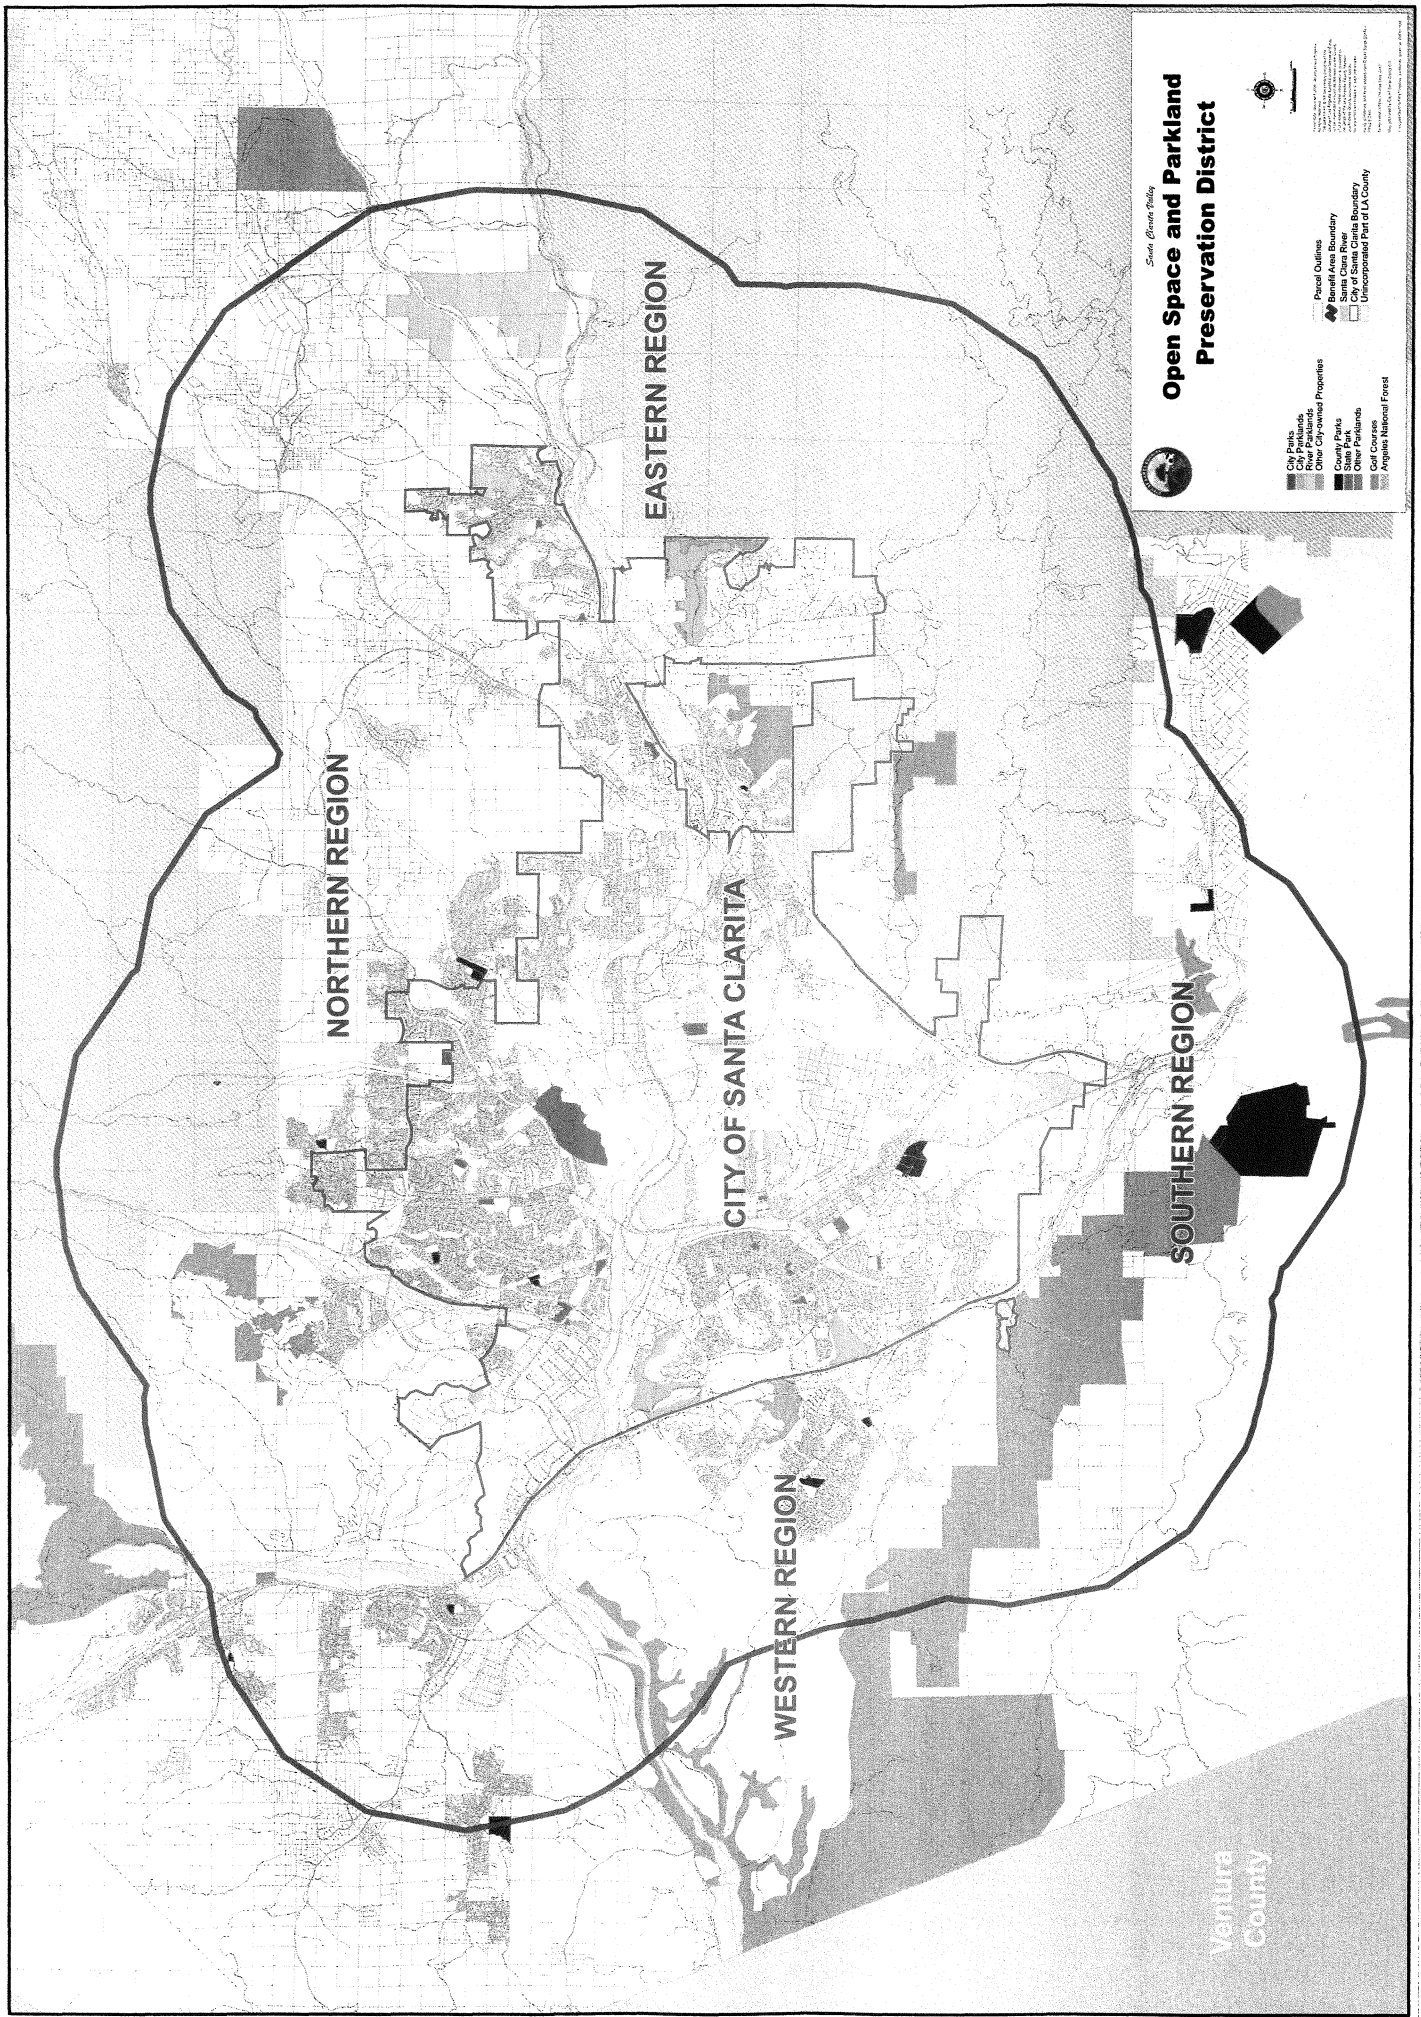 NORTHERN REGION
EASTERN REGION
CITY OF SANTA CLARITA
WESTERN REGION
SOUTHERN REGION
Ventura
County
Santa Clarita Valley
Open Space and Parkland
Preservation District
City Parks
City Parklands
River Parklands
Other City-owned Properties
County Parks
State Park
Other Parklands
Golf Courses
Angeles National Forest
Parcel Outlines
Benefit Area Boundary
Santa Clara River
City of Santa Clarita Boundary
Unincorporated Part of LA County